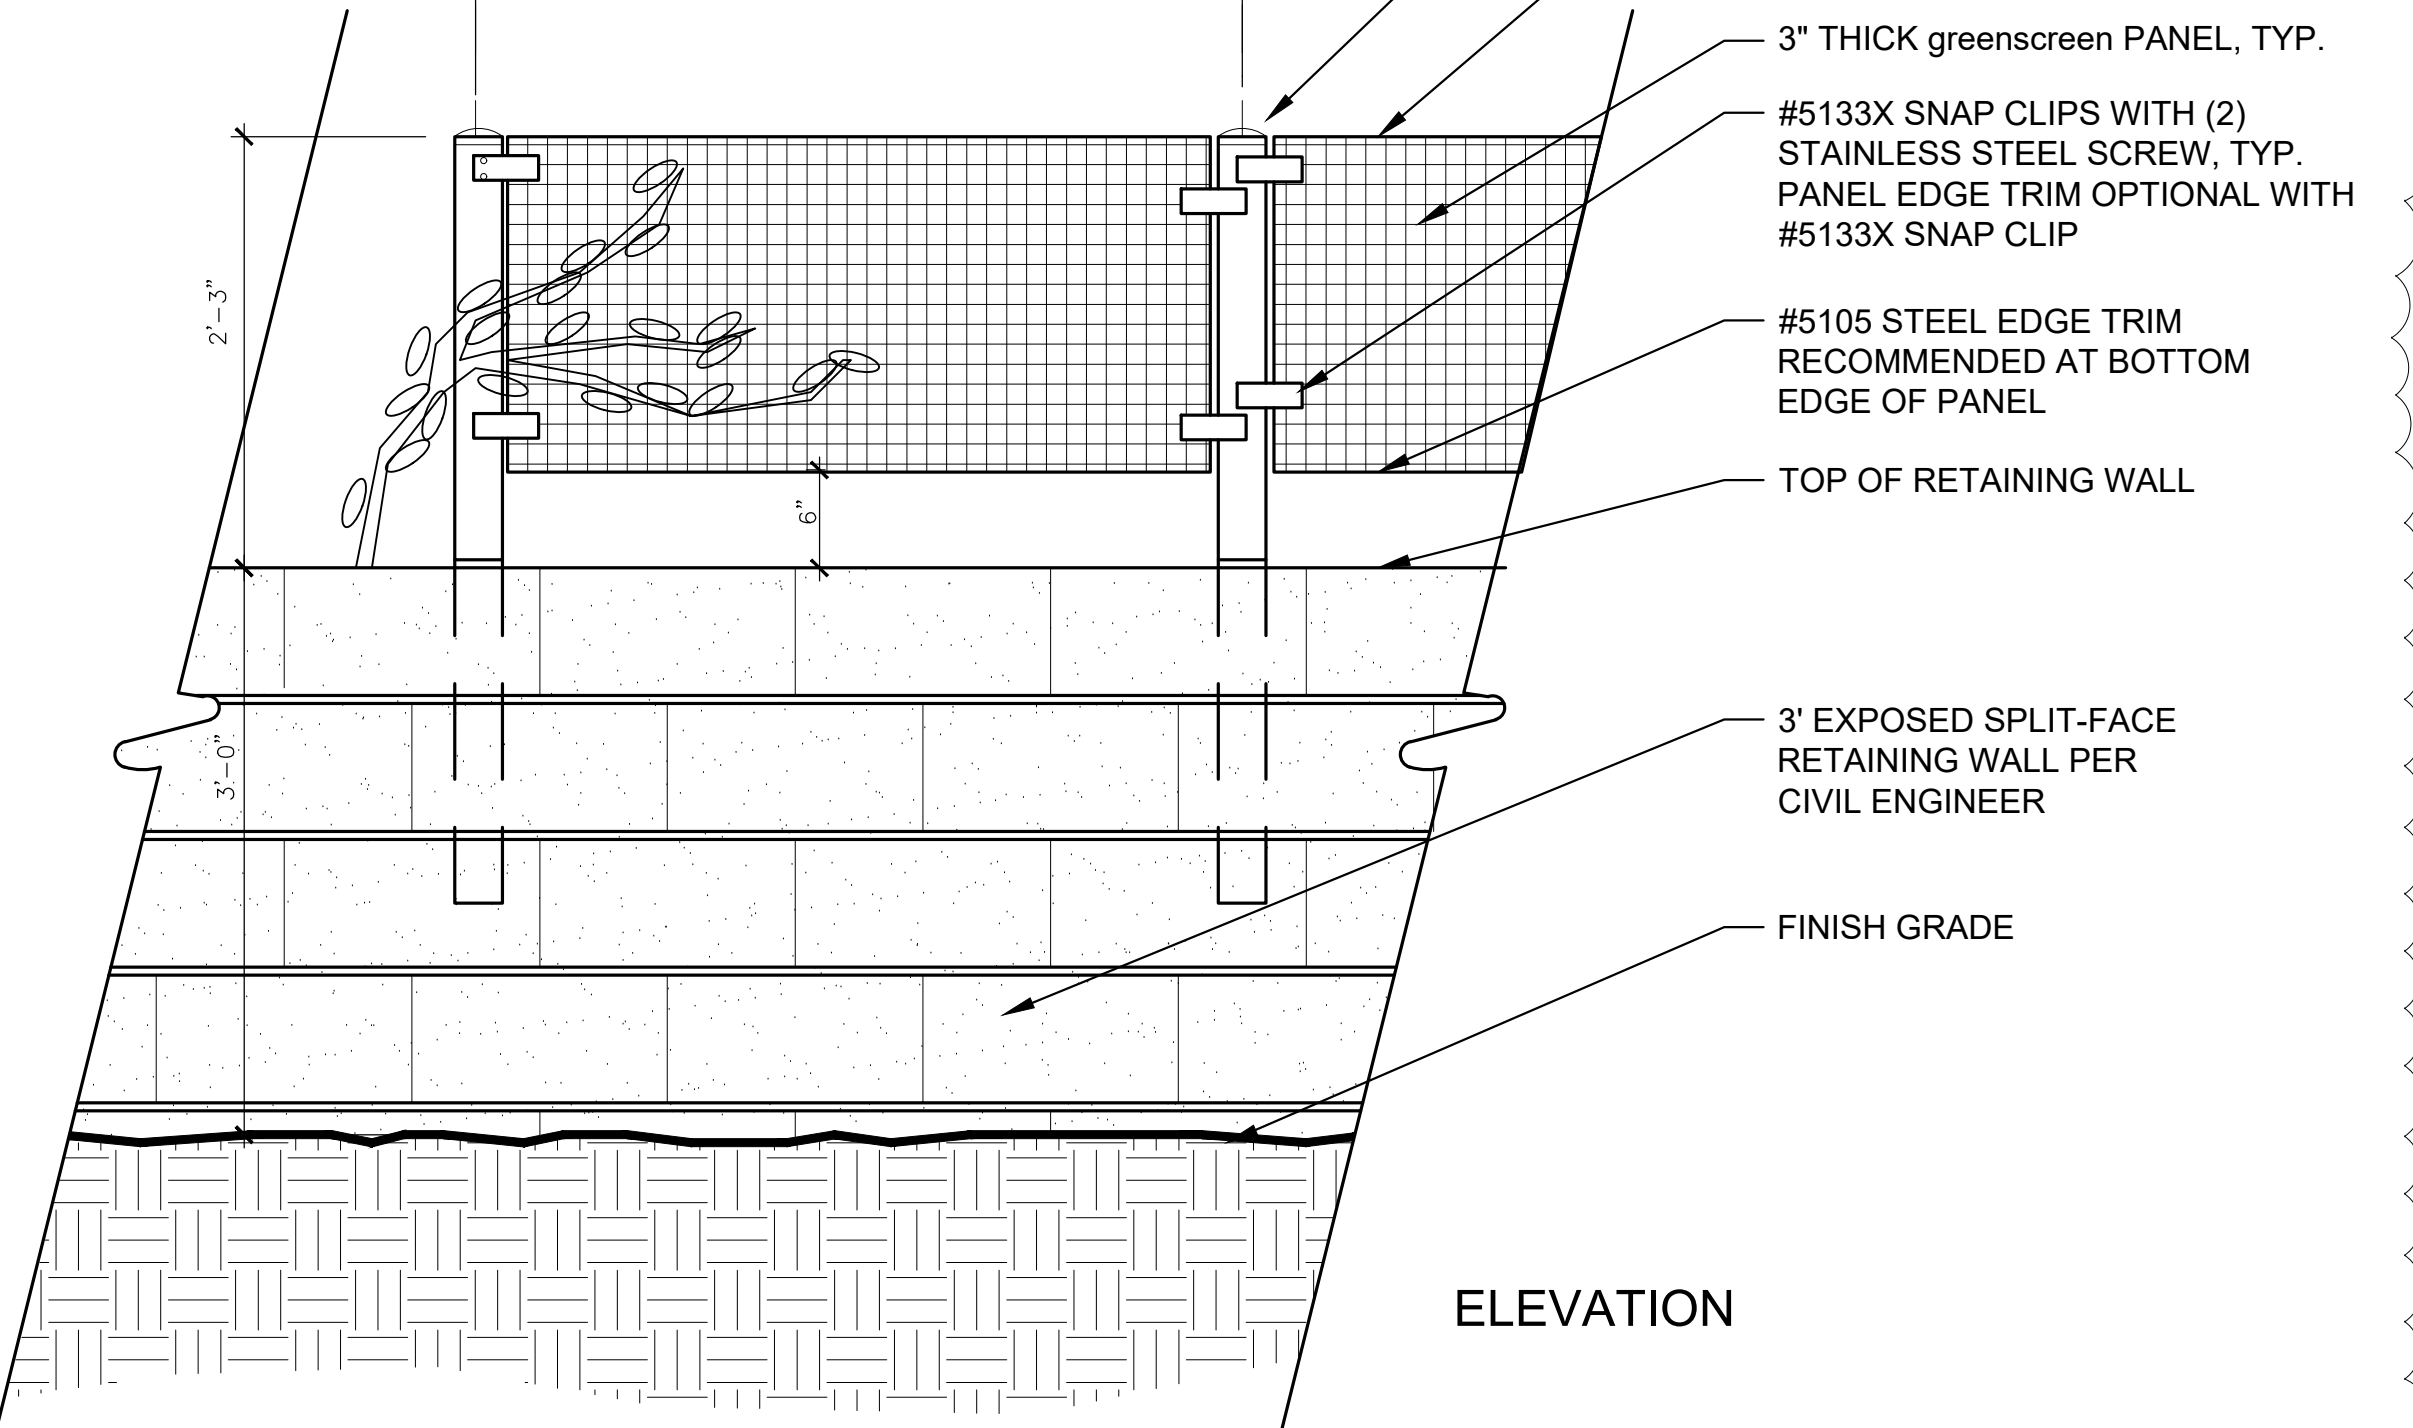 3" THICK greenscreen PANEL, TYP.
#5133X SNAP CLIPS WITH (2)
STAINLESS STEEL SCREW, TYP.
PANEL EDGE TRIM OPTIONAL WITH
#5133X SNAP CLIP
2'-3"
#5105 STEEL EDGE TRIM
RECOMMENDED AT BOTTOM
EDGE OF PANEL
TOP OF RETAINING WALL
6"
3'-0"
3' EXPOSED SPLIT-FACE
RETAINING WALL PER
CIVIL ENGINEER
FINISH GRADE
ELEVATION